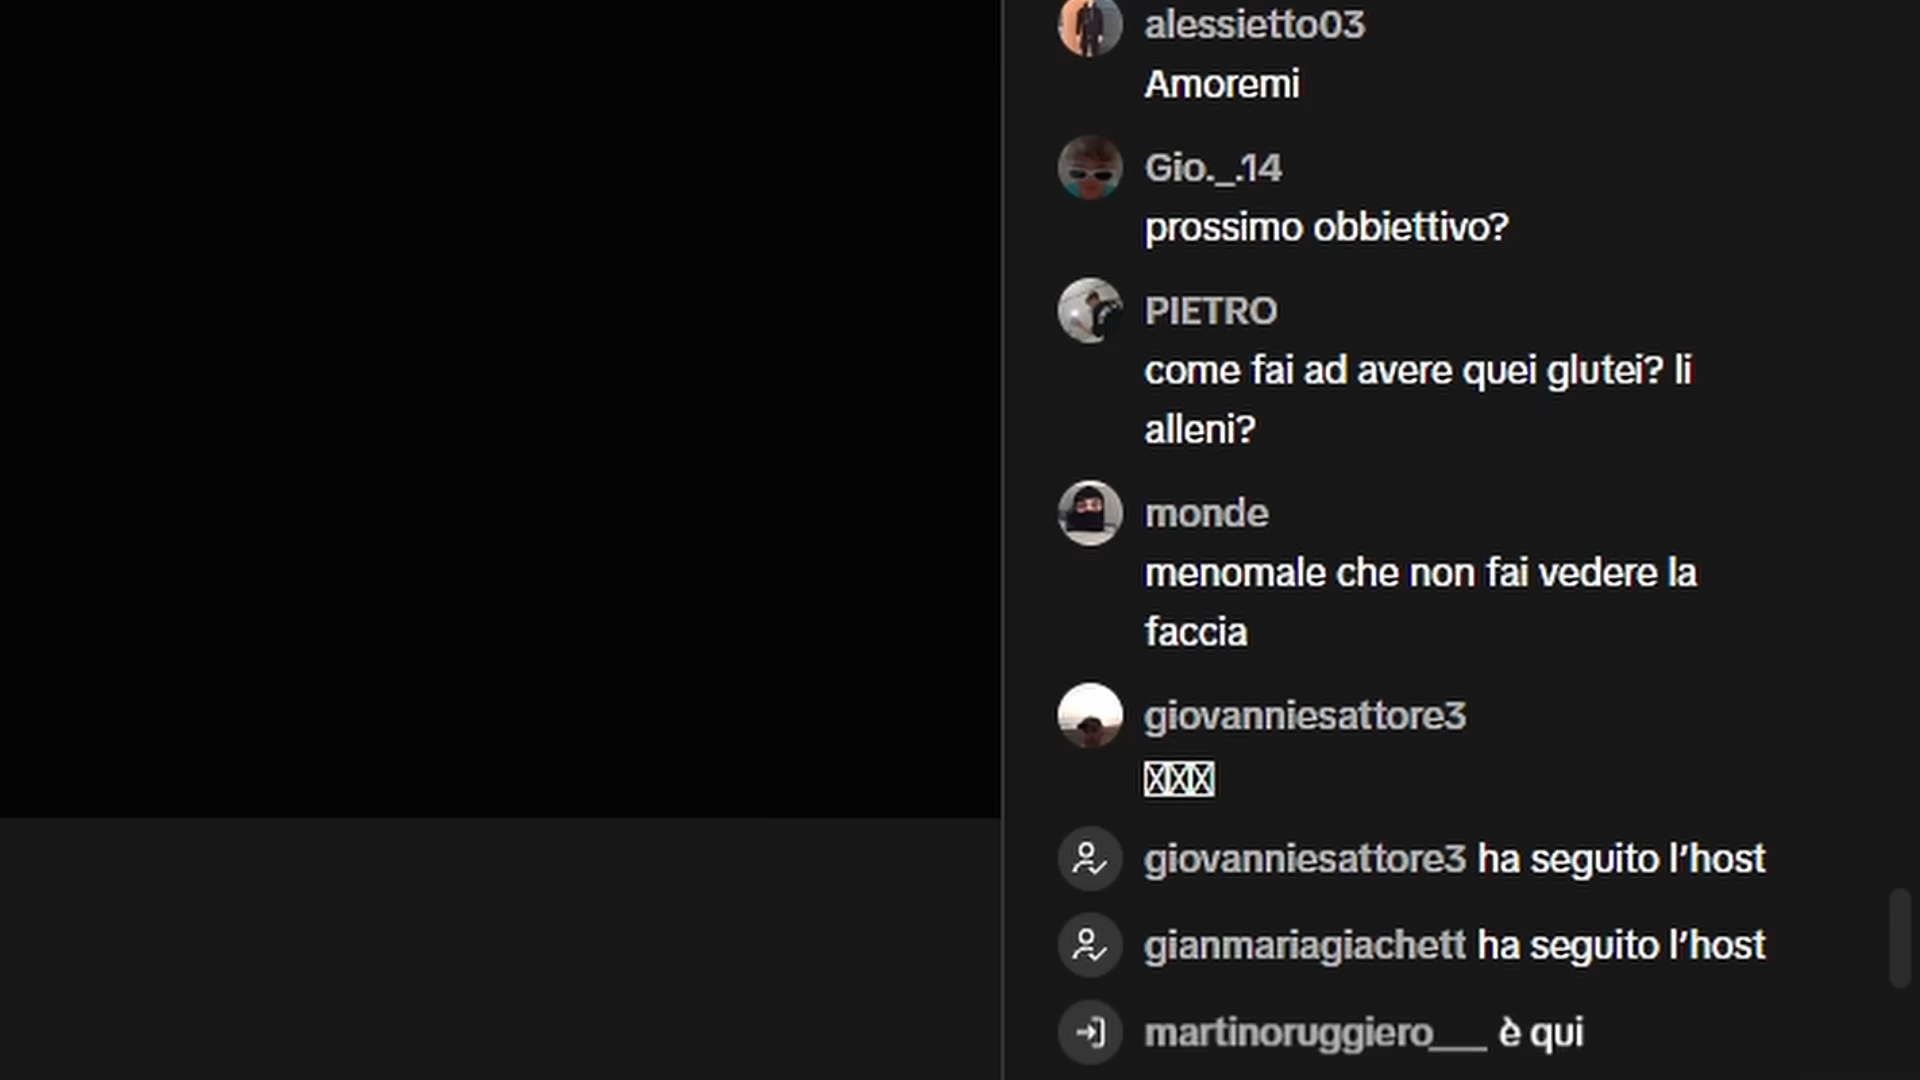 alessietto03
Amoremi
Gio._.14
prossimo obbiettivo?
PIETRO
come fai ad avere quei glutei? li
alleni?
monde
menomale che non fai vedere la
faccia
giovanniesattore3
giovanniesattore3 ha seguito l’host
gianmariagiachett ha seguito l’host
martinoruggiero___ è qui